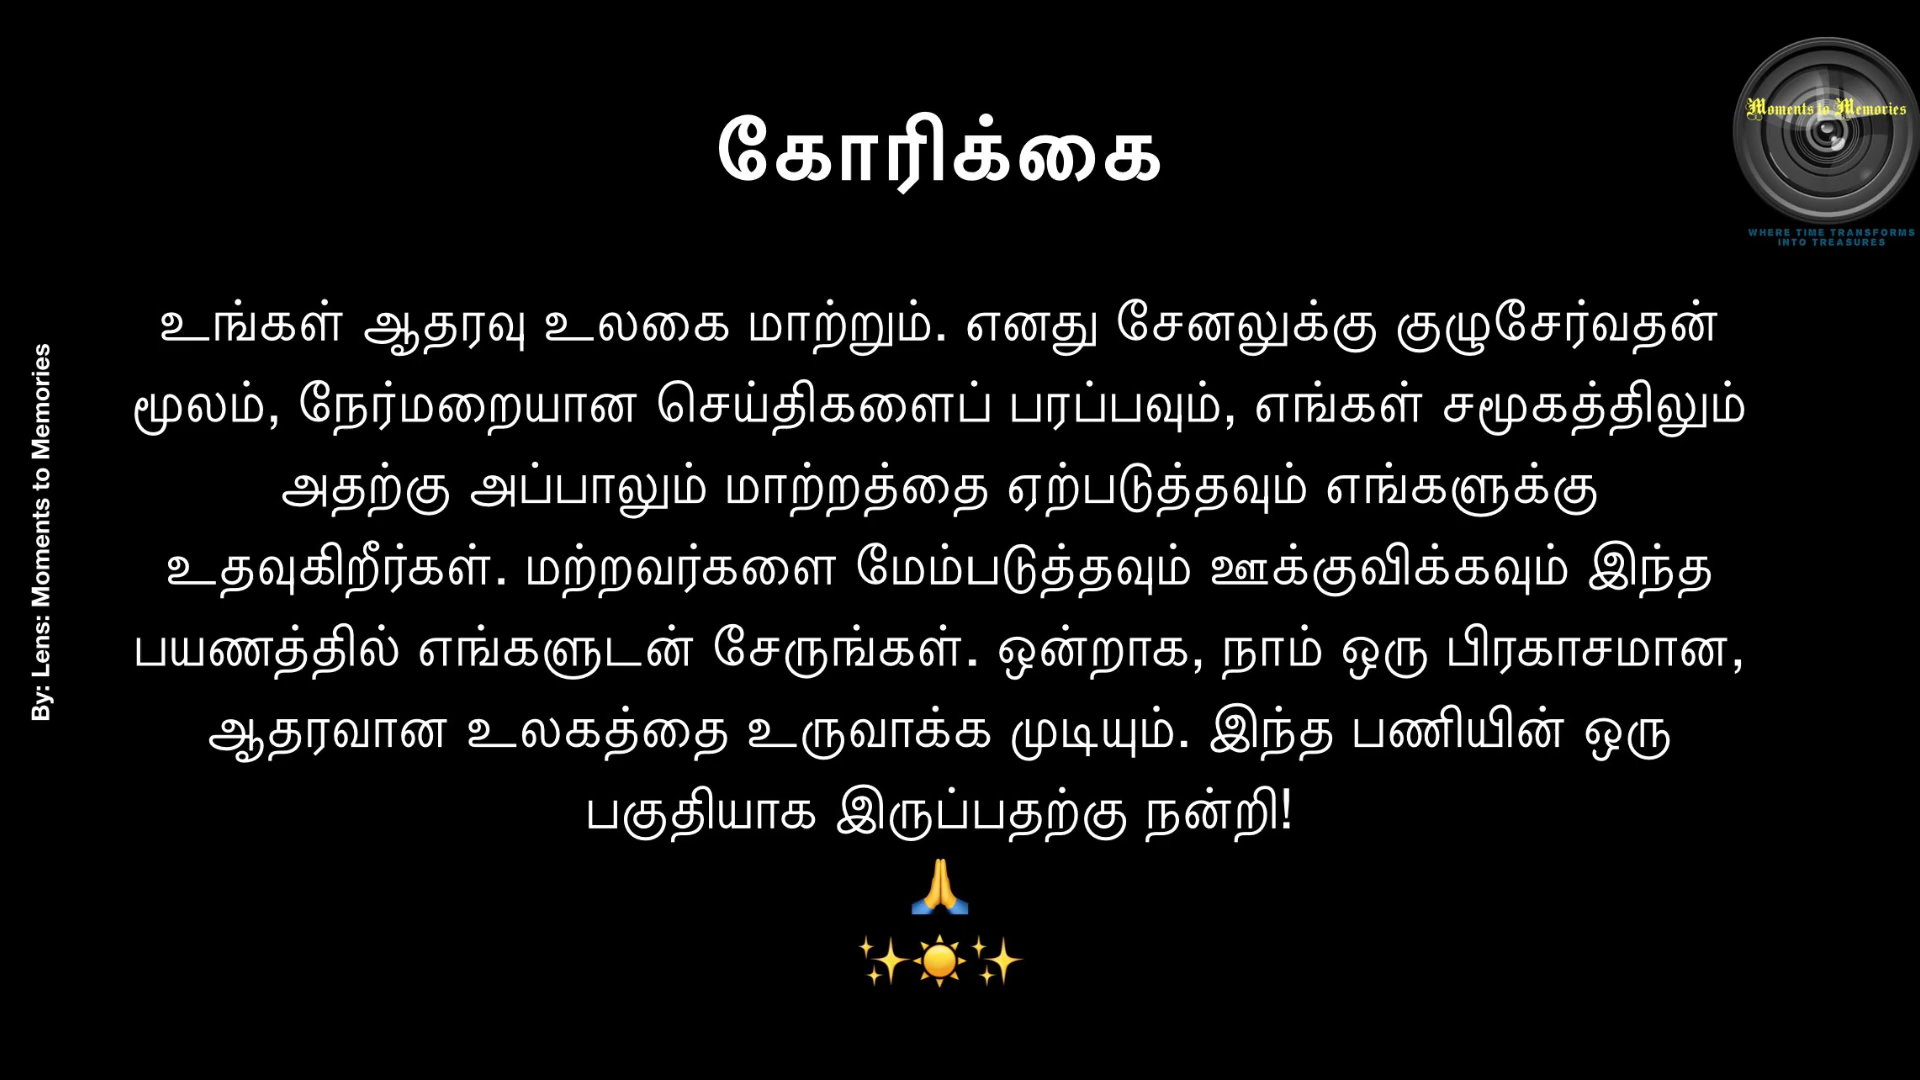 கோரிக்கை
Moments to Memories
WHERE TIME TRANSFORMS
INTO TREASURES
உங்கள் ஆதரவு உலகை மாற்றும். எனது சேனலுக்கு குழுசேர்வதன்
மூலம், நேர்மறையான செய்திகளைப் பரப்பவும், எங்கள் சமூகத்திலும்
அதற்கு அப்பாலும் மாற்றத்தை ஏற்படுத்தவும் எங்களுக்கு
உதவுகிறீர்கள். மற்றவர்களை மேம்படுத்தவும் ஊக்குவிக்கவும் இந்த
பயணத்தில் எங்களுடன் சேருங்கள். ஒன்றாக, நாம் ஒரு பிரகாசமான,
ஆதரவான உலகத்தை உருவாக்க முடியும். இந்த பணியின் ஒரு
பகுதியாக இருப்பதற்கு நன்றி!
🙏
✨☀️✨
By: Lens: Moments to Memories